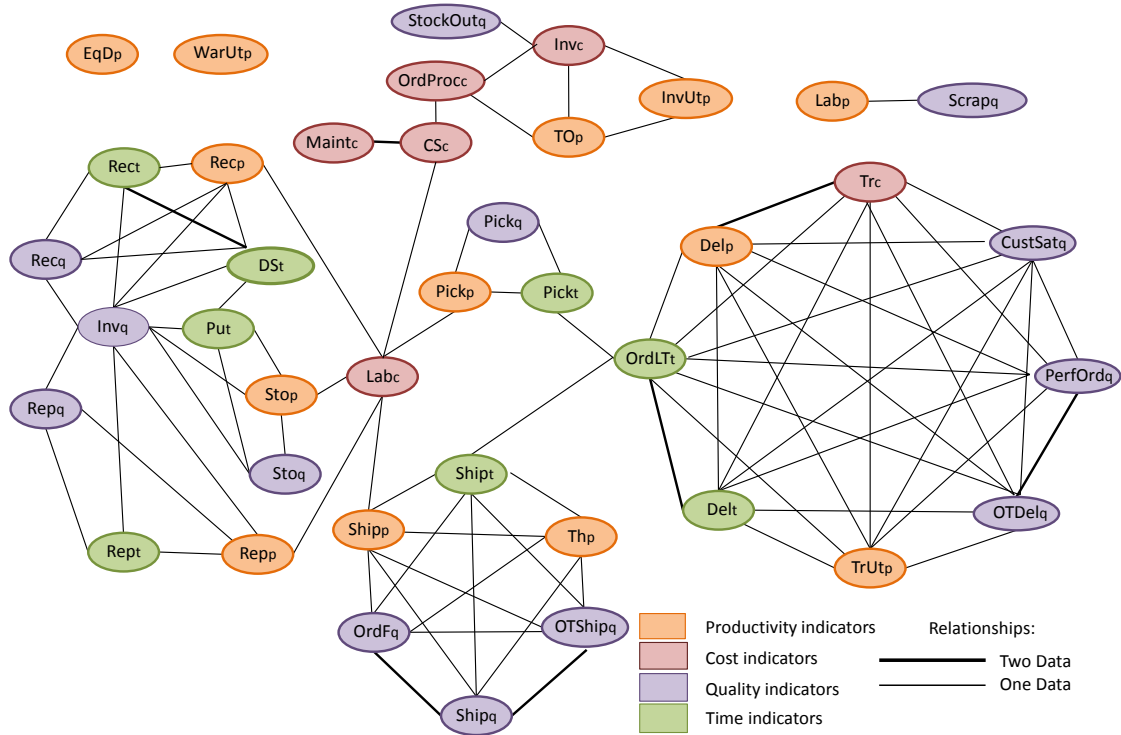 StockOutq
EqDp
WarUtp
Invc
OrdProcc
InvUtp
Labp
Scrapq
TOp
Maintc
CSc
Rect
Recp
Trc
Pickq
Delp
CustSatq
Recq
DSt
Pickp
Pickt
Invq
Put
OrdLTt
Labc
PerfOrdq
Stop
Repq
Stoq
Shipt
Delt
OTDelq
Shipp
Thp
Rept
Repp
TrUtp
OrdFq
OTShipq
Shipq
Productivity indicators
Cost indicators
Quality indicators
Time indicators
Relationships:
Two Data
One Data